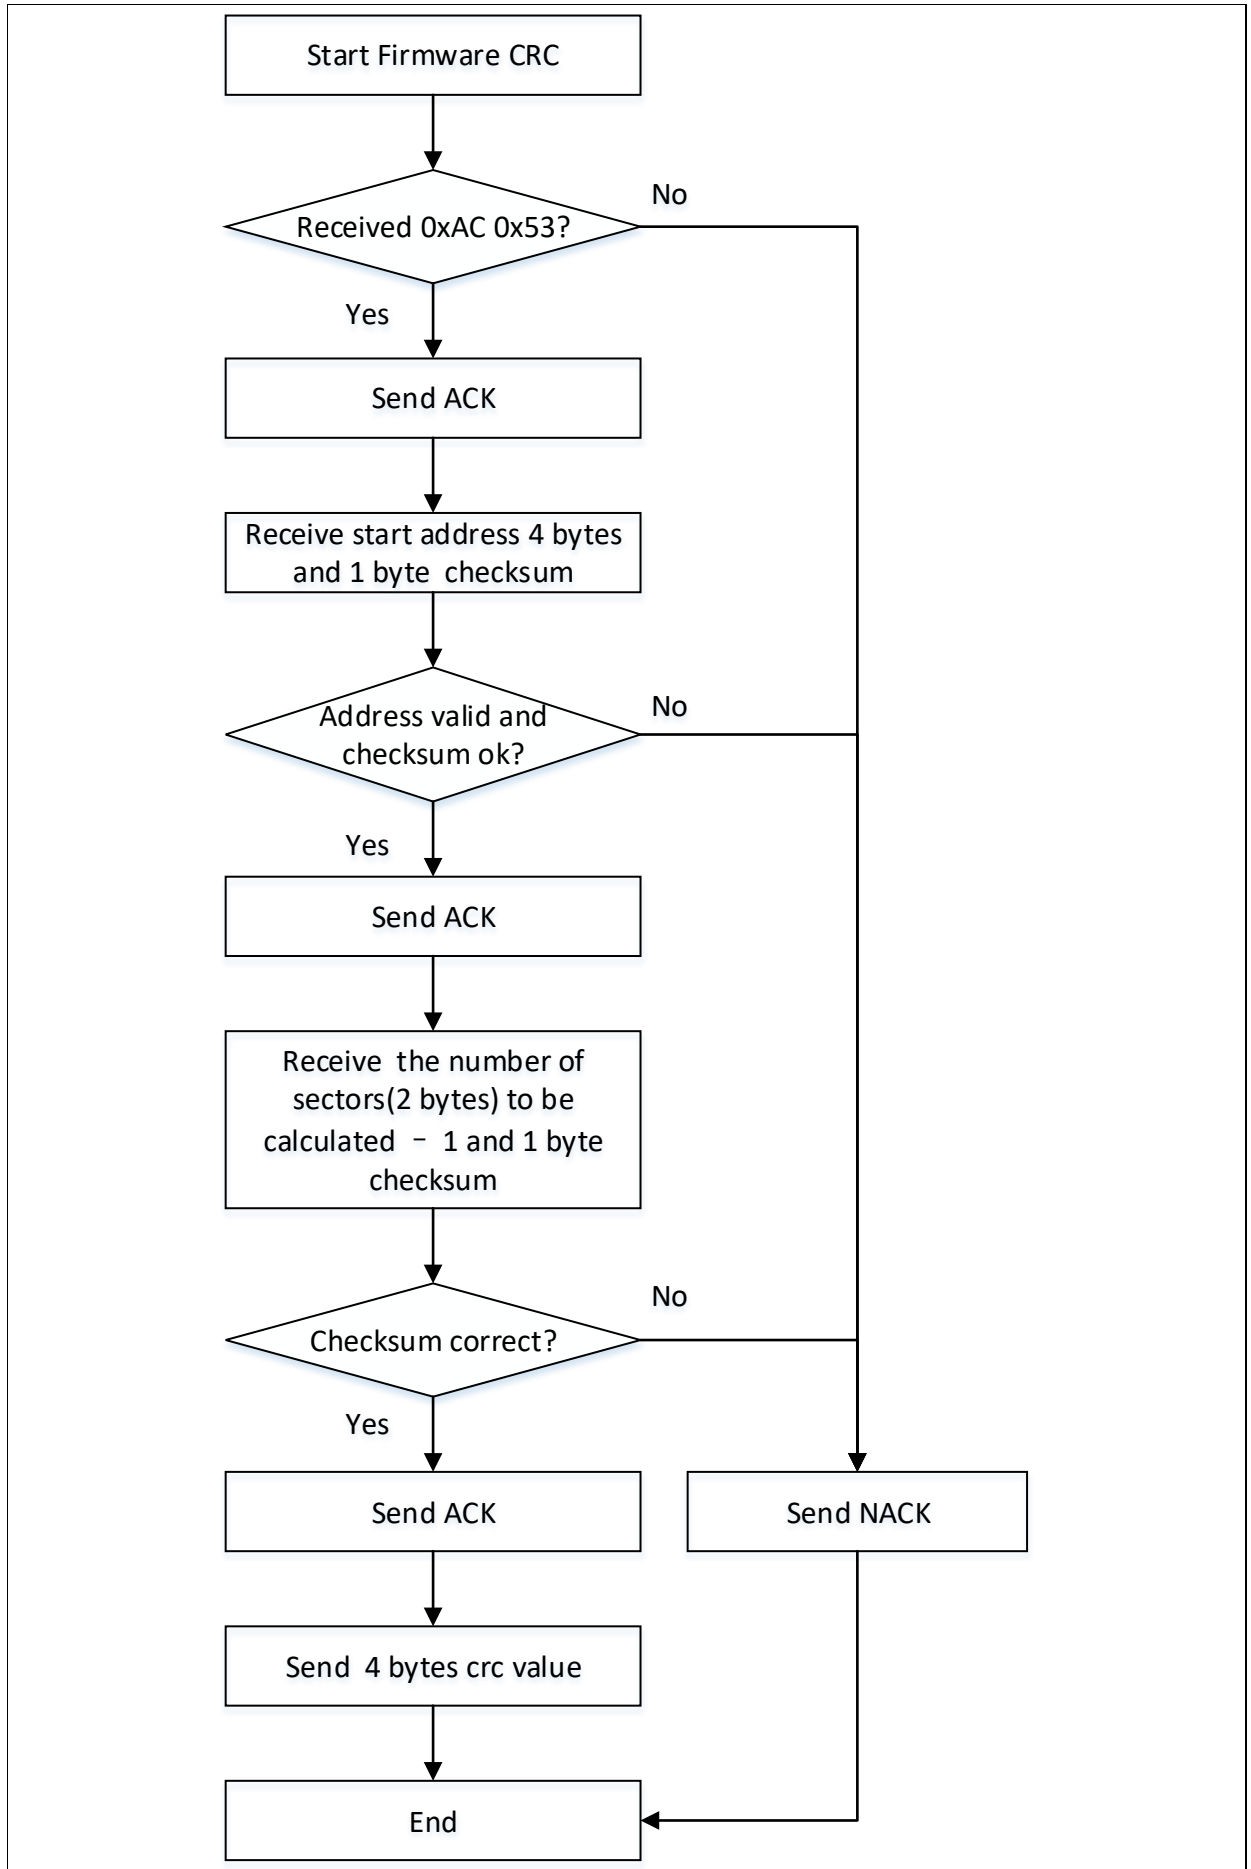 Start Firmware CRC
No
Received 0xAC 0x53?
Yes
Send ACK
Receive start address 4 bytes
and 1 byte checksum
No
Address valid and
checksum ok?
Yes
Send ACK
Receive the number of
sectors(2 bytes) to be
calculated - 1 and 1 byte
checksum
No
Checksum correct?
Yes
Send ACK
Send NACK
Send 4 bytes crc value
End